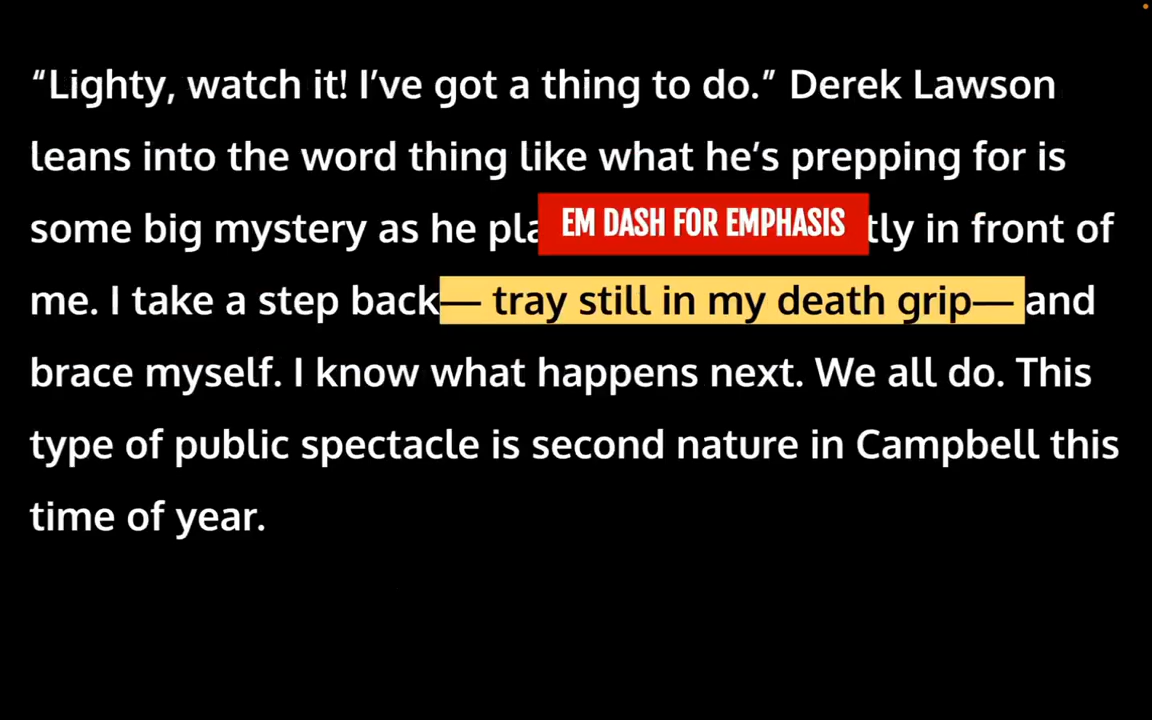 “Lighty, watch it! I’ve got a thing to do.” Derek Lawson
leans into the word thing like what he’s prepping for is
some big mystery as he in front of
EM DASH FOR EMPHASIS
me. I take a step back— tray still in my death grip— and
brace myself. I know what happens next. We all do. This
type of public spectacle is second nature in Campbell this
time of year.